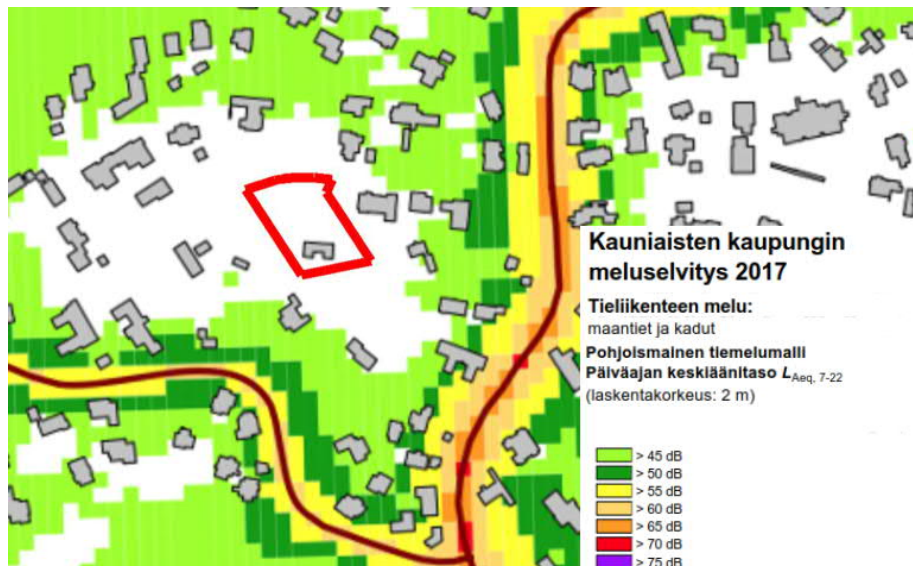 Kauniaisten kaupungin
meluselvitys 2017
Tieliikenteen melu:
maantiet ja kadut
Pohjoismainen tiemelumalli
Päiväajan keskiäänitaso LAeq, 7-22
(laskentakorkeus: 2 m)
> 45 dB
> 50 dB
> 55 dB
> 60 dB
> 65 dB
> 70 dB
> 75 dB